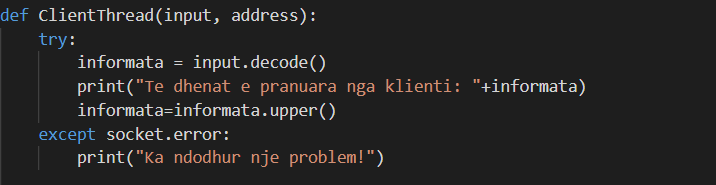 def ClientThread(input, address):
    try:
        informata = input.decode()
        print("Te dhenat e pranuara nga klienti: "+informata)
        informata=informata.upper()
    except socket.error:
        print("Ka ndodhur nje problem!")